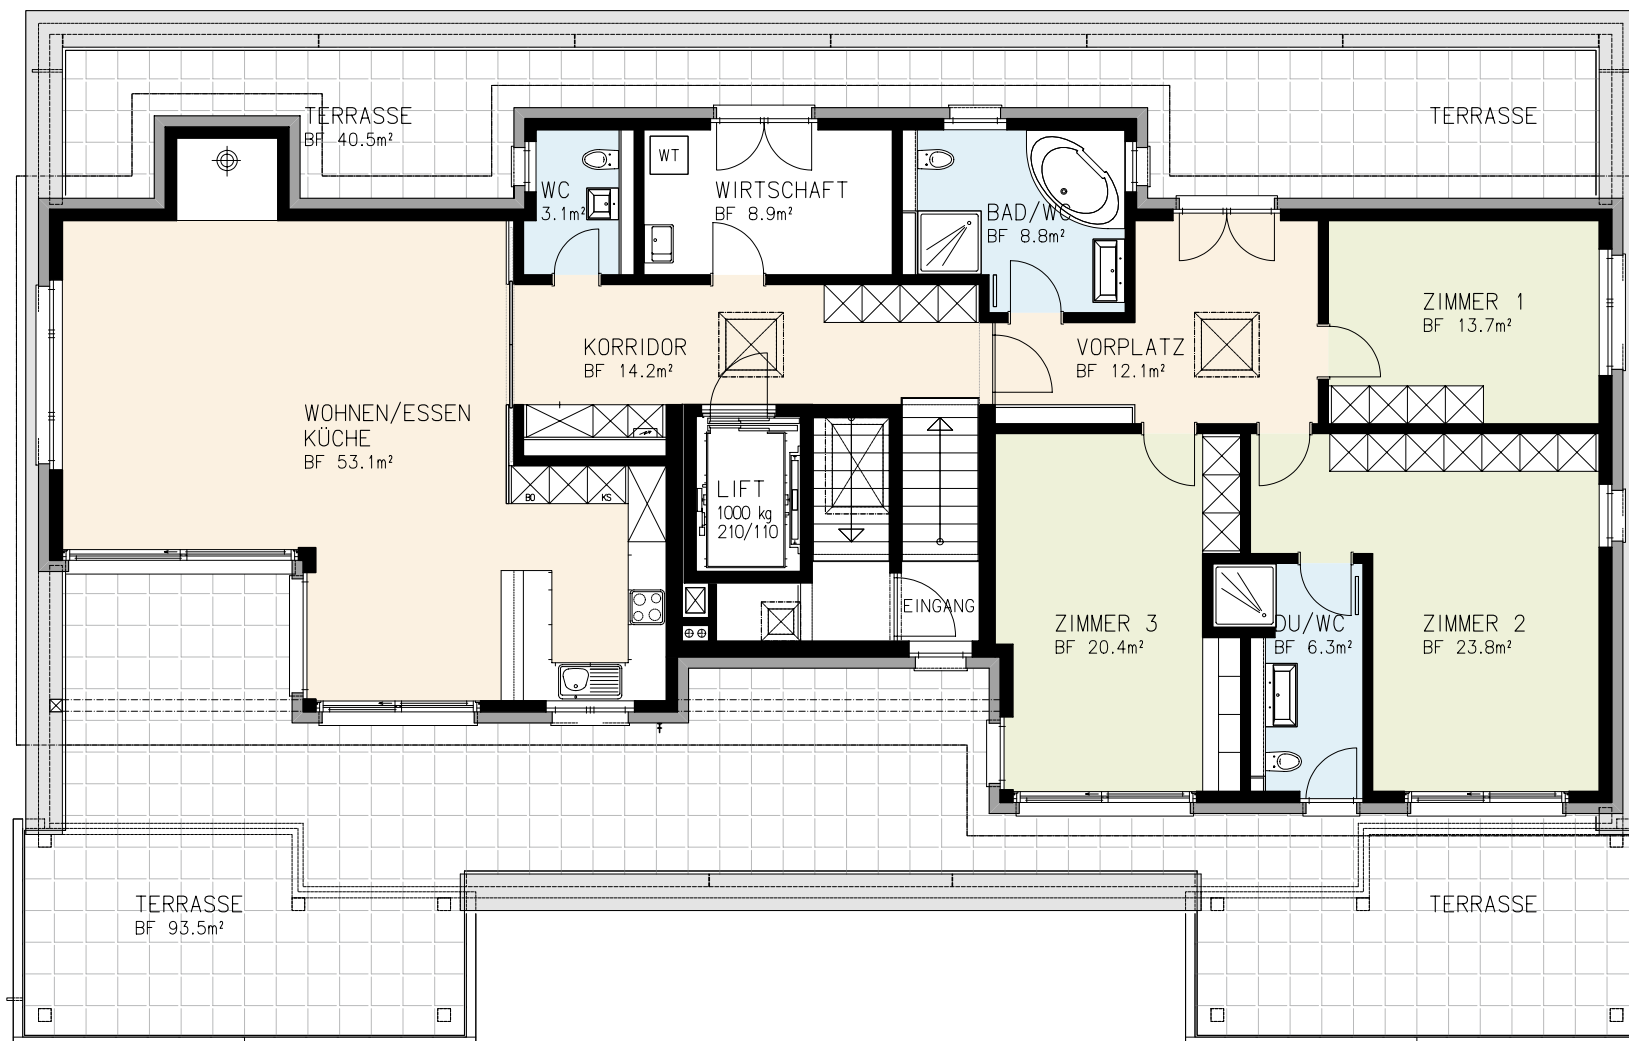 TERRASSE
BF 40.5m²
TERRASSE
WT
WC
3.1m²
WIRTSCHAFT
BF 8.9m²
BAD/WC
BF 8.8m²
ZIMMER 1
BF 13.7m²
KORRIDOR
BF 14.2m²
VORPLATZ
BF 12.1m²
WOHNEN/ESSEN
KÜCHE
BF 53.1m²
BO
KS
LIFT
1000 kg
210/110
EINGANG
ZIMMER 3
BF 20.4m²
DU/WC
BF 6.3m²
ZIMMER 2
BF 23.8m²
TERRASSE
BF 93.5m²
TERRASSE